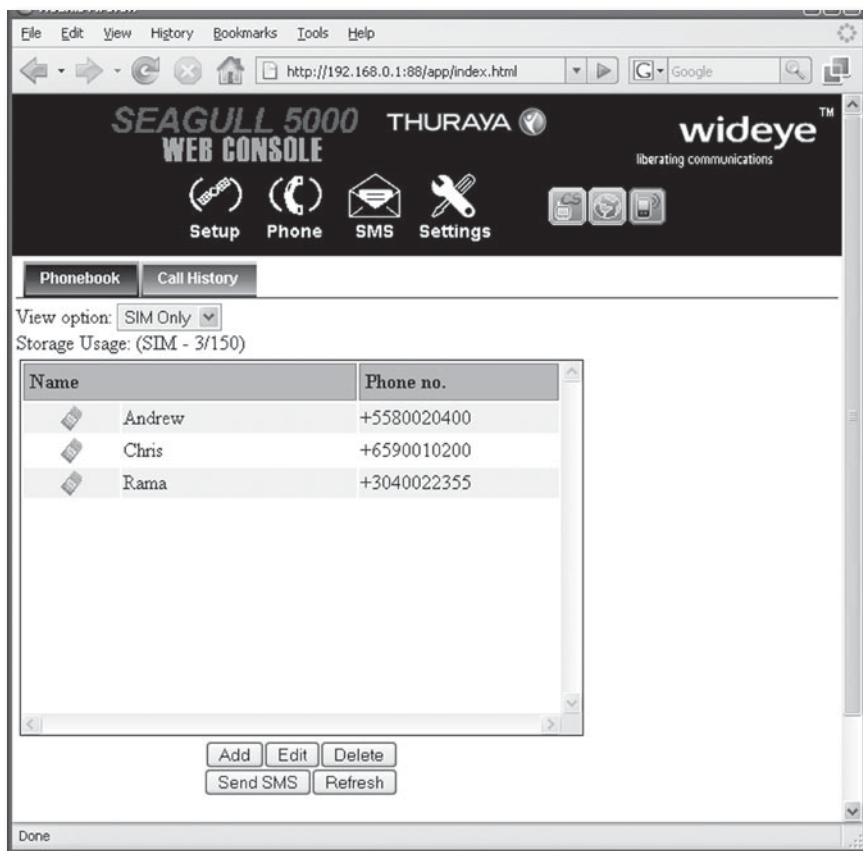 File Edit View History Bookmarks Tools Help
http://192.168.0.1:88/app/index.html
G Google
SEAGULL 5000
WEB CONSOLE
THURAYA
wideye™
liberating communications
Setup Phone SMS Settings
CS
Phonebook Call History
View option: SIM Only
Storage Usage: (SIM - 3/150)
Name Phone no.
Andrew +5580020400
Chris +6590010200
Rama +3040022355
Add Edit Delete
Send SMS Refresh
Done